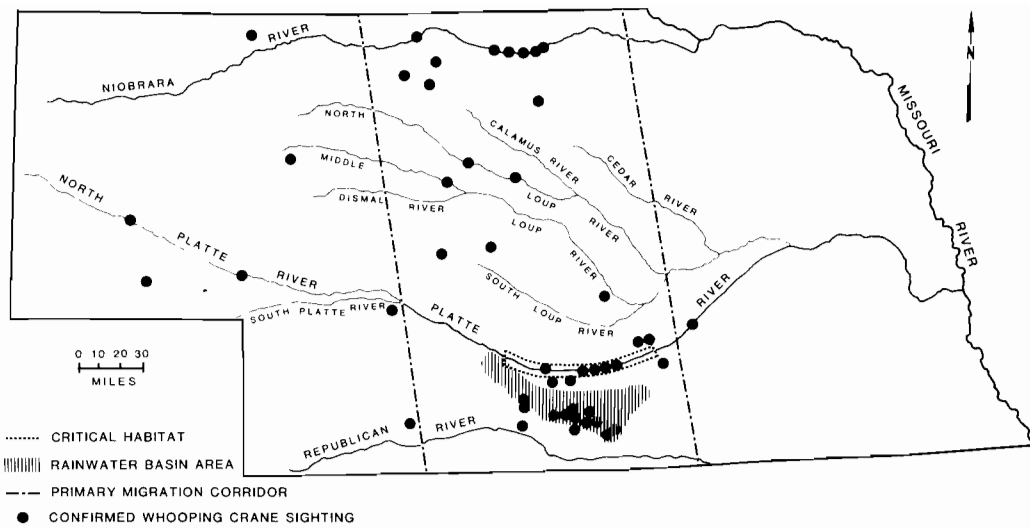 NIOBRARA RIVER
N
MISSOURI RIVER
NORTH LOUP RIVER
CALAMUS RIVER
CEDAR RIVER
MIDDLE LOUP RIVER
DISMAL RIVER
NORTH PLATTE RIVER
SOUTH LOUP RIVER
SOUTH PLATTE RIVER
PLATTE RIVER
REPUBLICAN RIVER
0 10 20 30
MILES
CRITICAL HABITAT
RAINWATER BASIN AREA
PRIMARY MIGRATION CORRIDOR
CONFIRMED WHOOPING CRANE SIGHTING